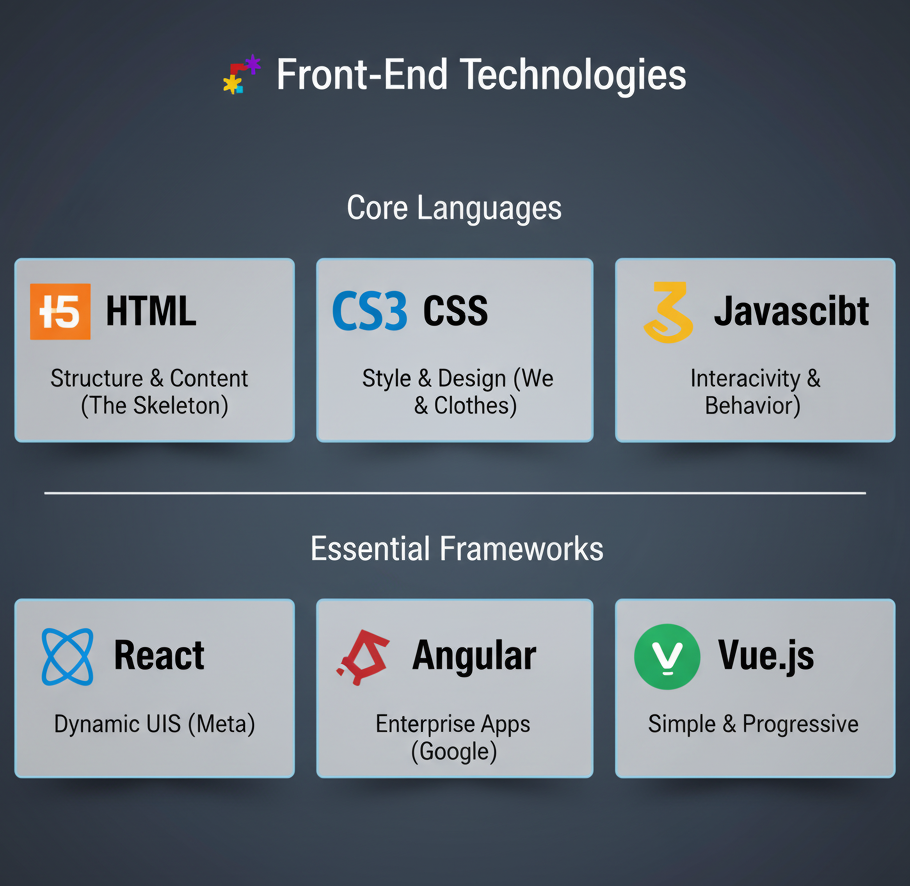 Front-End Technologies
Core Languages
HTML
Structure & Content
(The Skeleton)
CS3 CSS
Style & Design (We
& Clothes)
Javascibt
Interacivity &
Behavior)
Essential Frameworks
React
Dynamic UIS (Meta)
Angular
Enterprise Apps
(Google)
Vue.js
Simple & Progressive